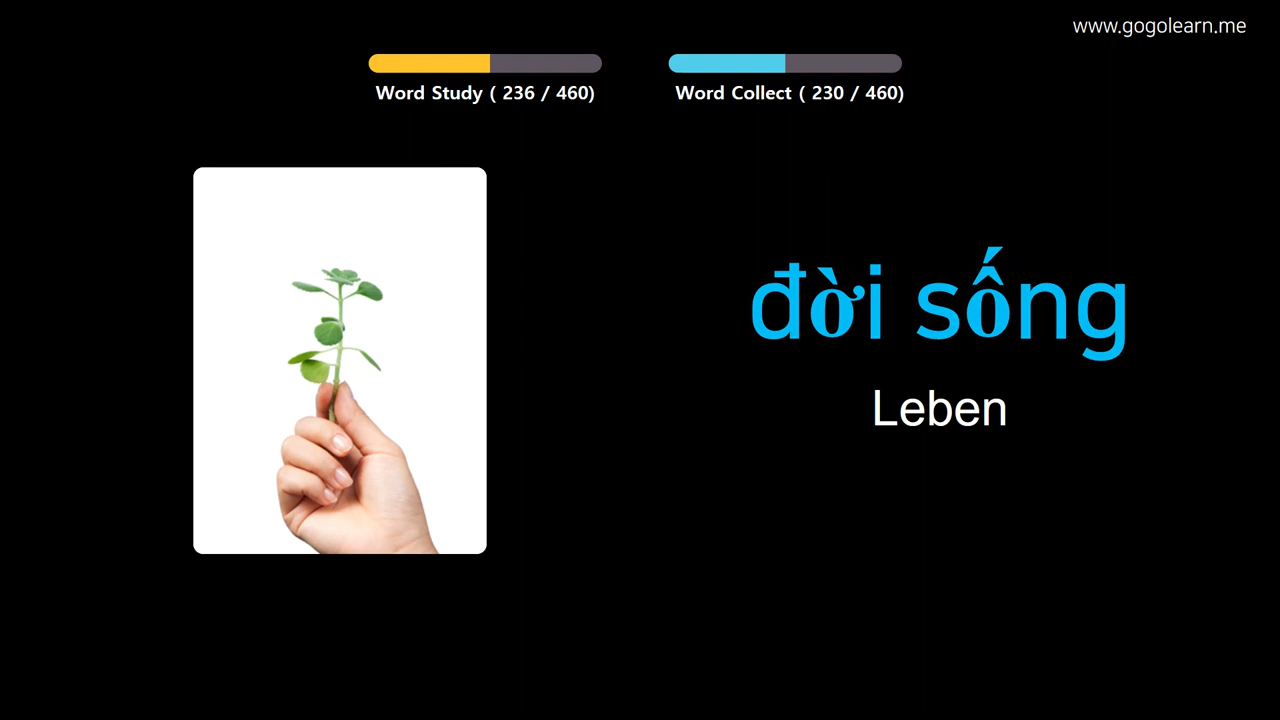 www.gogolearn.me
Word Study ( 236 / 460)
Word Collect ( 230 / 460)
đời sống
Leben